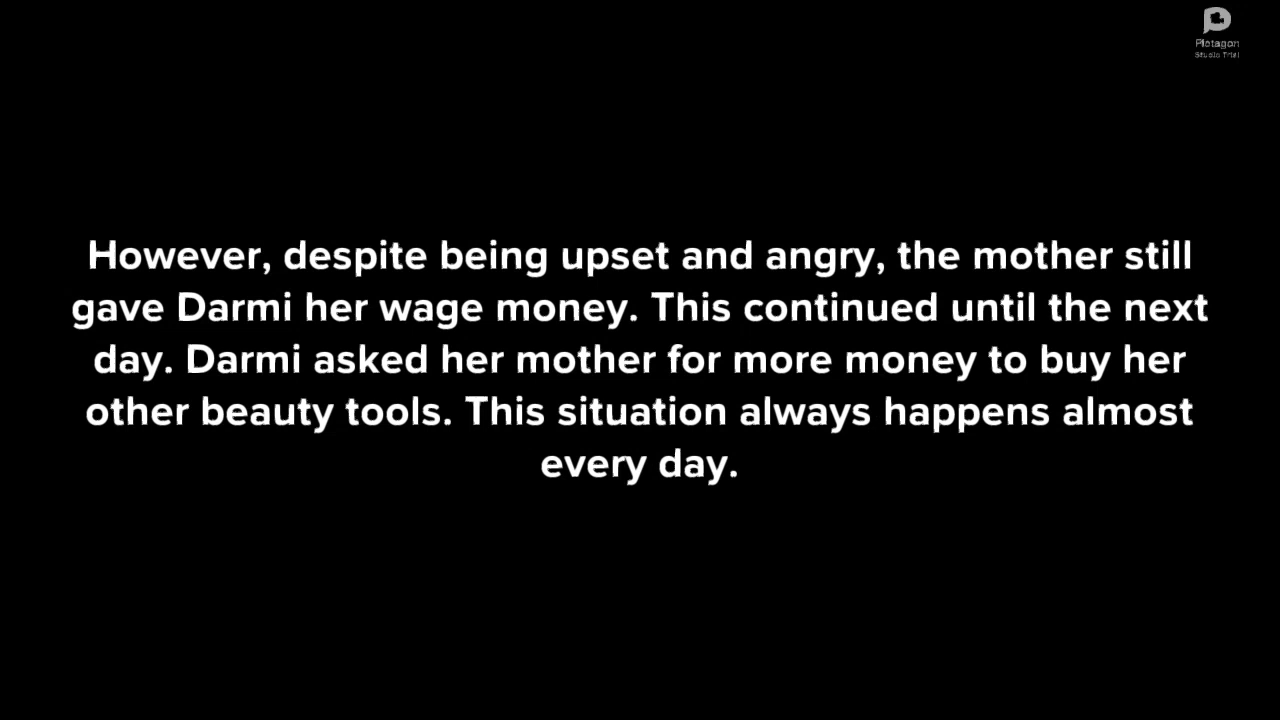 Plotagon
Studio Trial
However, despite being upset and angry, the mother still
gave Darmi her wage money. This continued until the next
day. Darmi asked her mother for more money to buy her
other beauty tools. This situation always happens almost
every day.